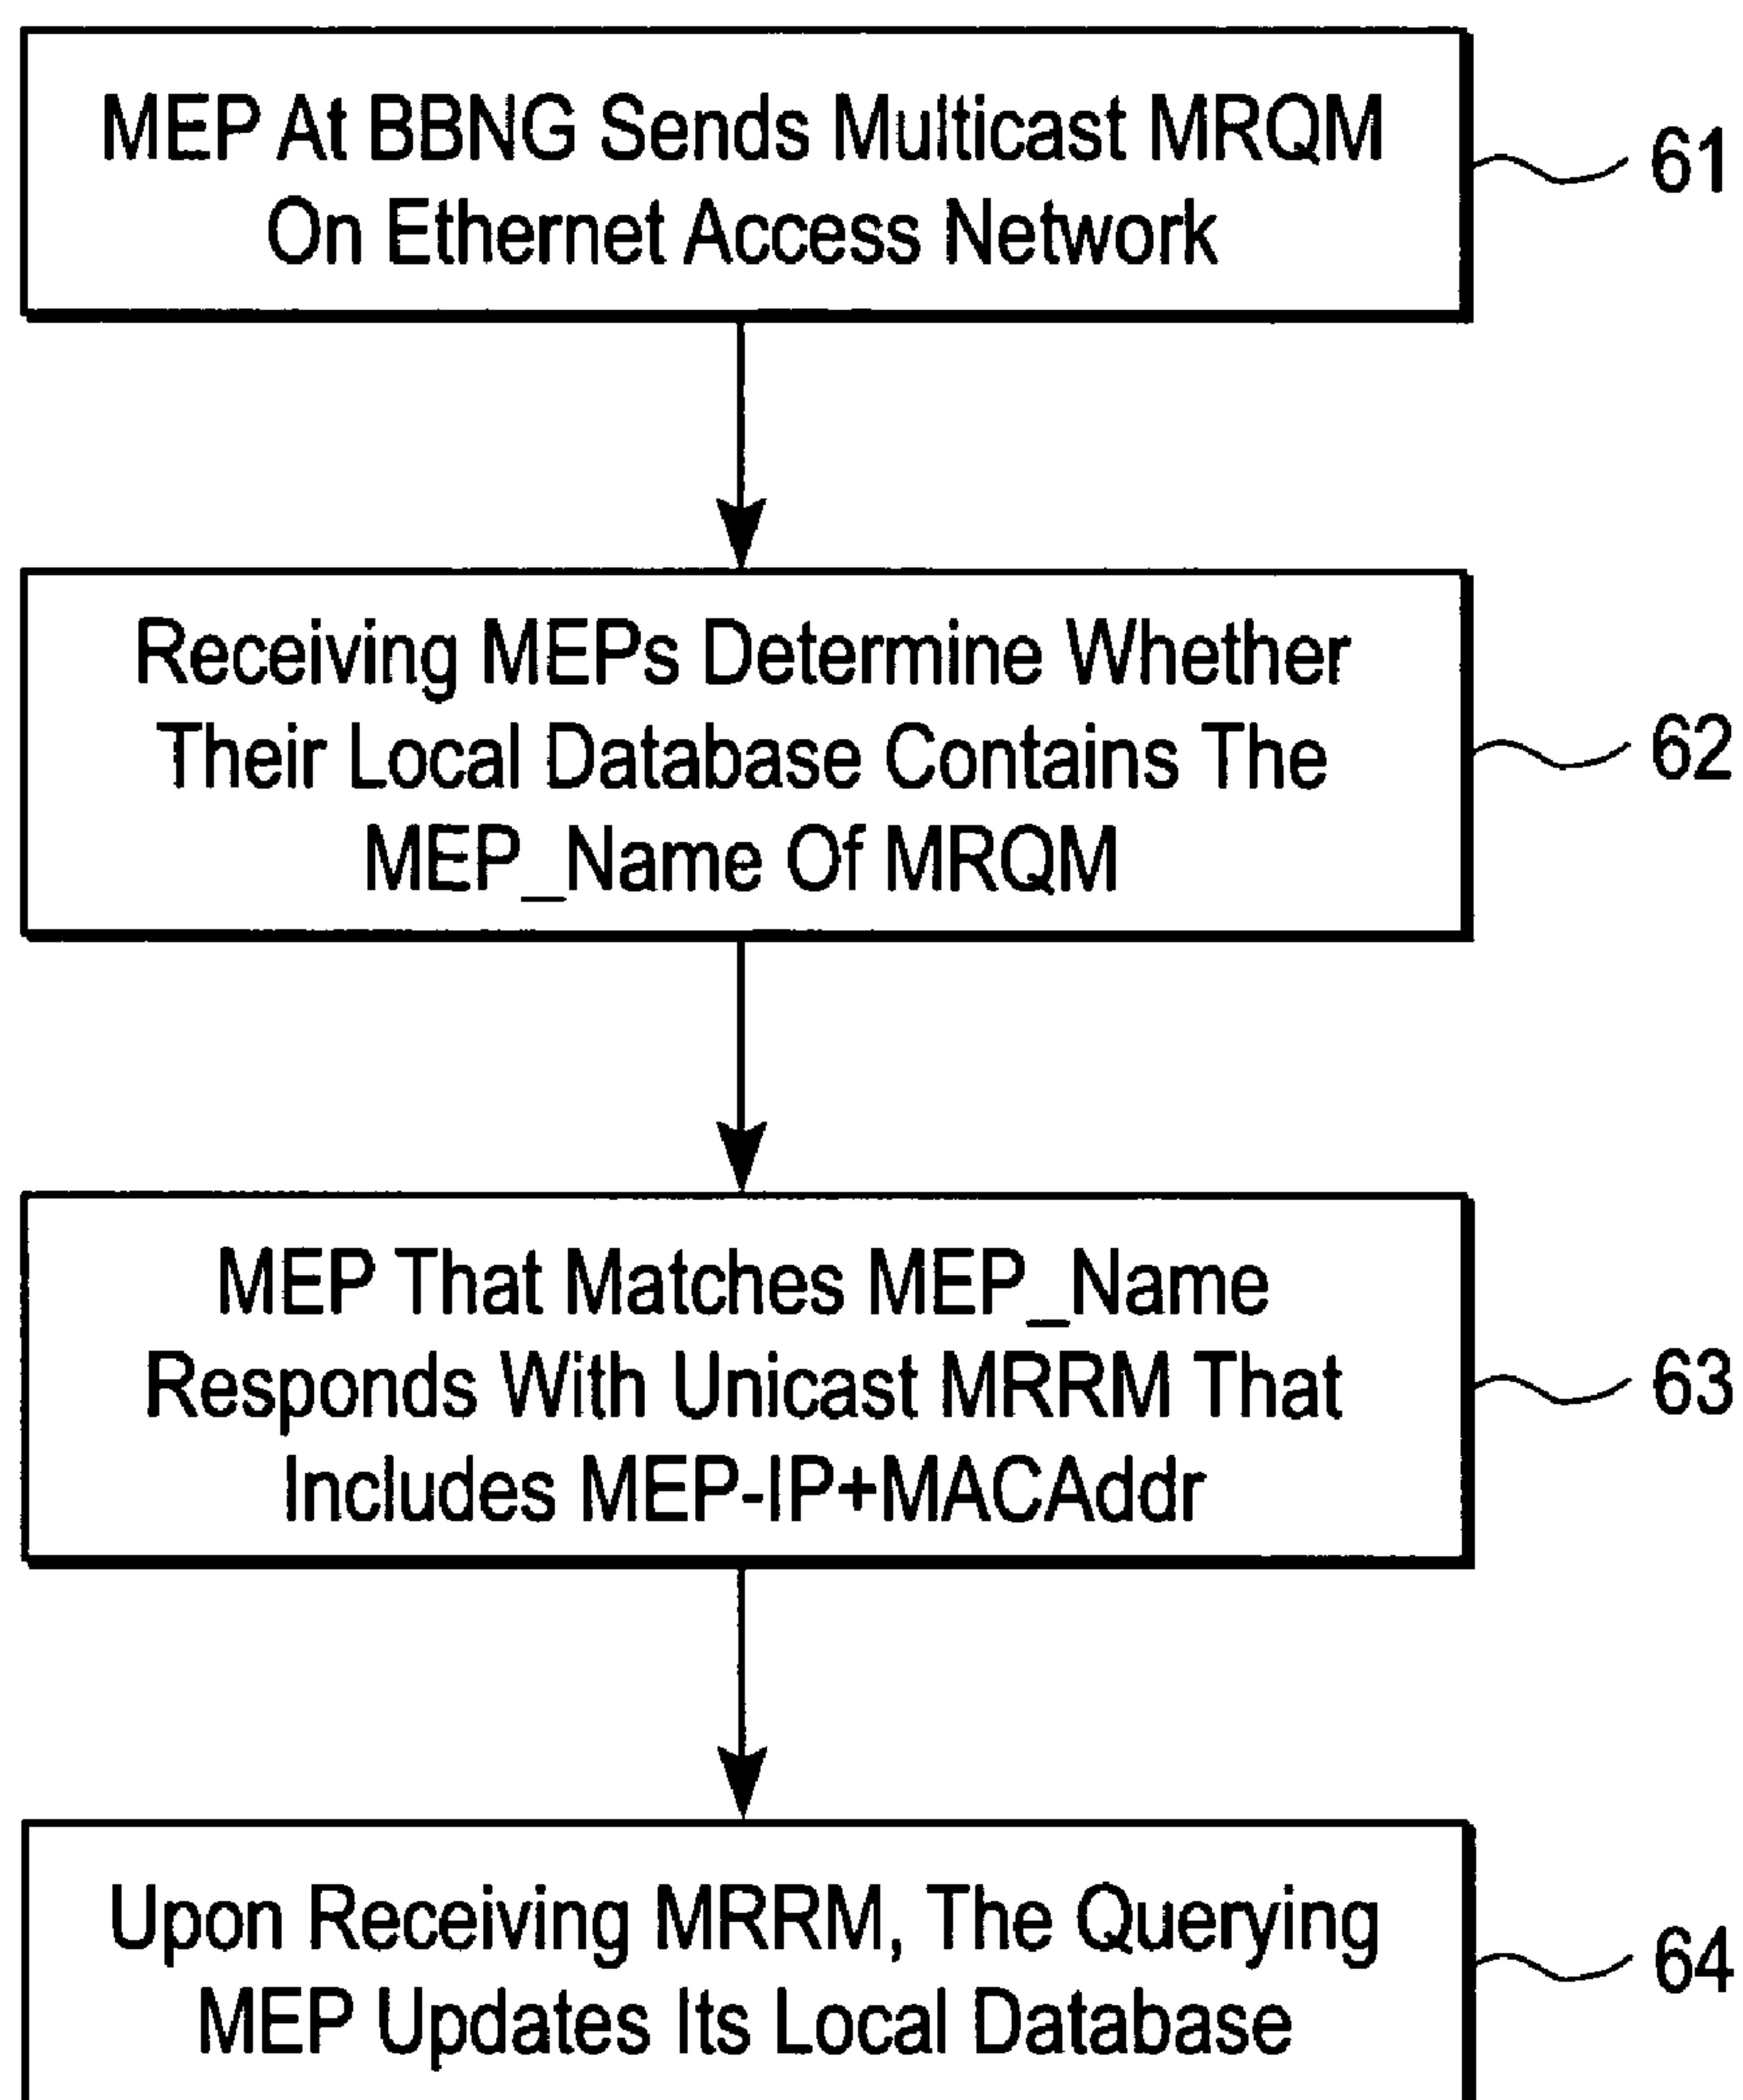 MEP At BBNG Sends Multicast MRQM
On Ethernet Access Network
61
Receiving MEPs Determine Whether
Their Local Database Contains The
MEP_Name Of MRQM
62
MEP That Matches MEP_Name
Responds With Unicast MRRM That
Includes MEP-IP+MACAddr
63
Upon Receiving MRRM, The Querying
MEP Updates Its Local Database
64